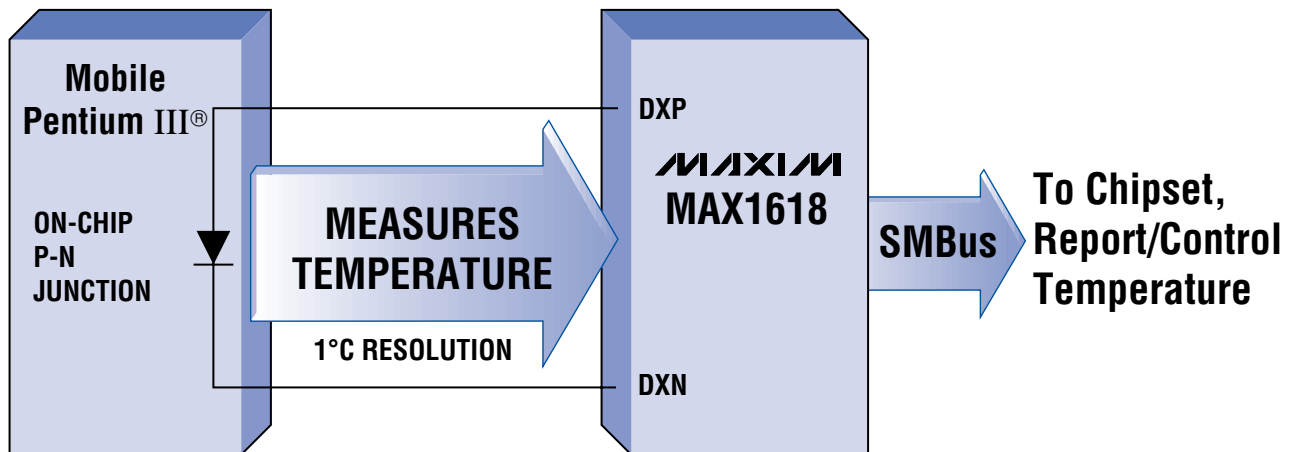 Mobile
Pentium III®
ON-CHIP
P-N
JUNCTION
MEASURES
TEMPERATURE
1°C RESOLUTION
DXP
MAXIM
MAX1618
DXN
SMBus
To Chipset,
Report/Control
Temperature